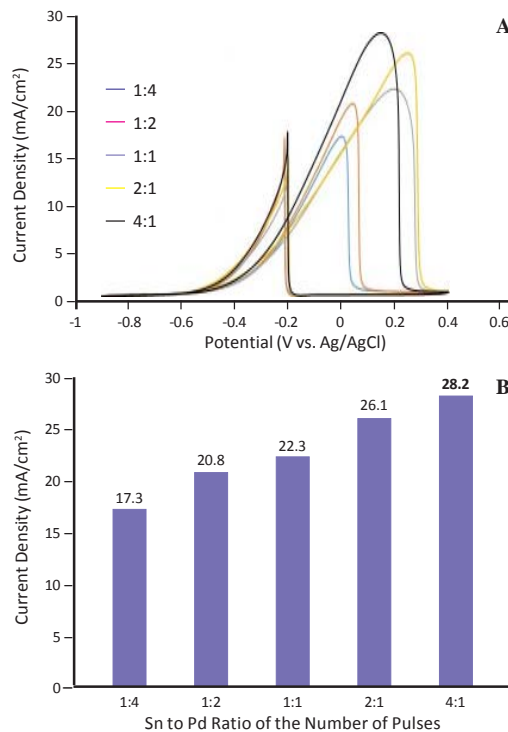 A
30
25
20
15
10
5
0
Current Density (mA/cm²)
1:4
1:2
1:1
2:1
4:1
-1 -0.8 -0.6 -0.4 -0.2 0 0.2 0.4 0.6
Potential (V vs. Ag/AgCl)
B
30
25
20
15
10
5
0
Current Density (mA/cm²)
17.3 20.8 22.3 26.1 28.2
1:4 1:2 1:1 2:1 4:1
Sn to Pd Ratio of the Number of Pulses